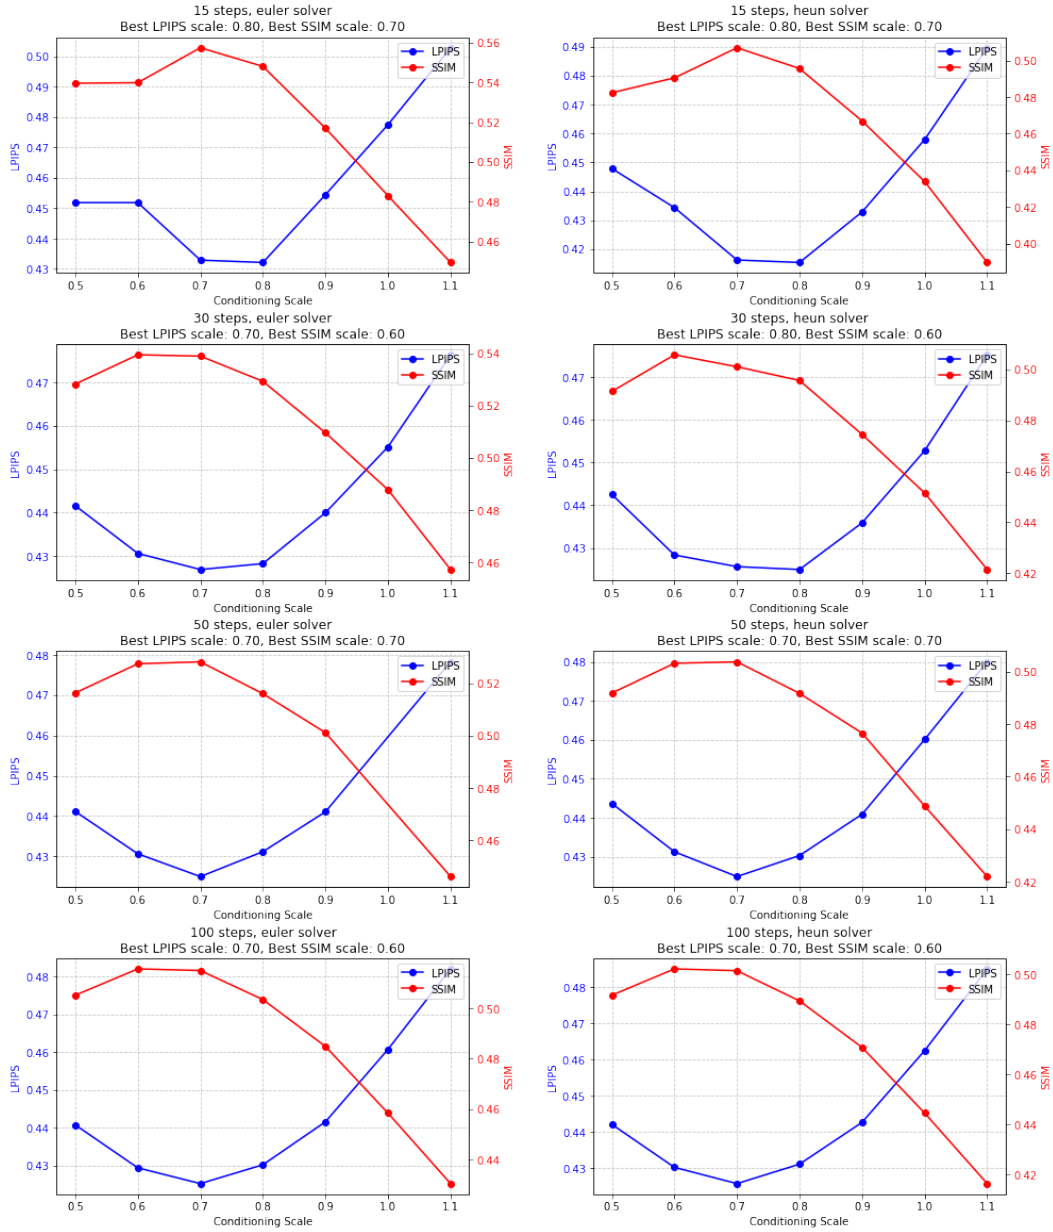 15 steps, euler solver
Best LPIPS scale: 0.80, Best SSIM scale: 0.70
LPIPS
SSIM
0.50
0.49
0.48
0.47
0.46
0.45
0.44
0.43
LPIPS
0.56
0.54
0.52
0.50
0.48
0.46
SSIM
0.5 0.6 0.7 0.8 0.9 1.0 1.1
Conditioning Scale
15 steps, heun solver
Best LPIPS scale: 0.80, Best SSIM scale: 0.70
LPIPS
SSIM
0.49
0.48
0.47
0.46
0.45
0.44
0.43
0.42
LPIPS
0.50
0.48
0.46
0.44
0.42
0.40
SSIM
0.5 0.6 0.7 0.8 0.9 1.0 1.1
Conditioning Scale
30 steps, euler solver
Best LPIPS scale: 0.70, Best SSIM scale: 0.60
LPIPS
SSIM
0.47
0.46
0.45
0.44
0.43
LPIPS
0.54
0.52
0.50
0.48
0.46
SSIM
0.5 0.6 0.7 0.8 0.9 1.0 1.1
Conditioning Scale
30 steps, heun solver
Best LPIPS scale: 0.80, Best SSIM scale: 0.60
LPIPS
SSIM
0.47
0.46
0.45
0.44
0.43
LPIPS
0.50
0.48
0.46
0.44
0.42
SSIM
0.5 0.6 0.7 0.8 0.9 1.0 1.1
Conditioning Scale
50 steps, euler solver
Best LPIPS scale: 0.70, Best SSIM scale: 0.70
LPIPS
SSIM
0.48
0.47
0.46
0.45
0.44
0.43
LPIPS
0.52
0.50
0.48
0.46
SSIM
0.5 0.6 0.7 0.8 0.9 1.0 1.1
Conditioning Scale
50 steps, heun solver
Best LPIPS scale: 0.70, Best SSIM scale: 0.70
LPIPS
SSIM
0.48
0.47
0.46
0.45
0.44
0.43
LPIPS
0.50
0.48
0.46
0.44
0.42
SSIM
0.5 0.6 0.7 0.8 0.9 1.0 1.1
Conditioning Scale
100 steps, euler solver
Best LPIPS scale: 0.70, Best SSIM scale: 0.60
LPIPS
SSIM
0.48
0.47
0.46
0.45
0.44
0.43
LPIPS
0.50
0.48
0.46
0.44
SSIM
0.5 0.6 0.7 0.8 0.9 1.0 1.1
Conditioning Scale
100 steps, heun solver
Best LPIPS scale: 0.70, Best SSIM scale: 0.60
LPIPS
SSIM
0.48
0.47
0.46
0.45
0.44
0.43
LPIPS
0.50
0.48
0.46
0.44
0.42
SSIM
0.5 0.6 0.7 0.8 0.9 1.0 1.1
Conditioning Scale